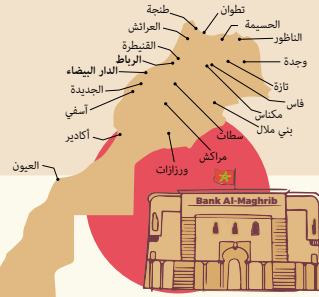 تطوان
طنجة
الحسيمة
العرائش
الناظور
القنيطرة
الرباط
وجدة
الدار البيضاء
تازة
الجديدة
فاس
آسفي
مكناس
بني ملال
سطات
أكادير
مراكش
العيون
ورززات
Bank Al-Maghrib